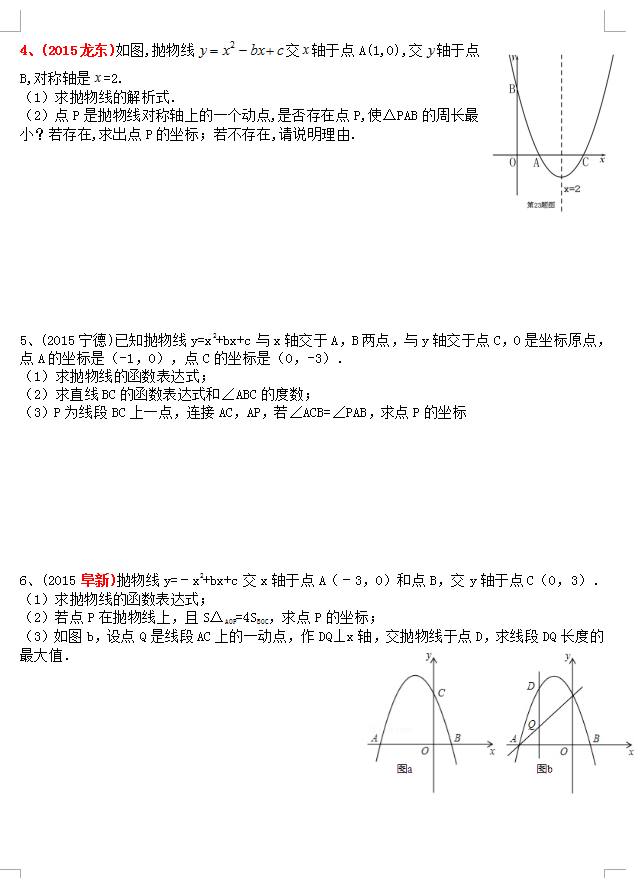 4、(2015龙东)如图,抛物线 y = x² − bx + c 交 x 轴于点 A(1,0),交 y 轴于点
B,对称轴是 x =2.
(1)求抛物线的解析式.
(2)点 P 是抛物线对称轴上的一个动点,是否存在点 P,使△PAB 的周长最
小?若存在,求出点 P 的坐标;若不存在,请说明理由.
y
B
O A C x
x=2
第23题图
5、(2015 宁德)已知抛物线 y=x²+bx+c 与 x 轴交于 A,B 两点,与 y 轴交于点 C,O 是坐标原点,
点 A 的坐标是(-1,0),点 C 的坐标是(0,-3).
(1)求抛物线的函数表达式;
(2)求直线 BC 的函数表达式和∠ABC 的度数;
(3)P 为线段 BC 上一点,连接 AC,AP,若∠ACB=∠PAB,求点 P 的坐标
6、(2015 阜新)抛物线 y=﹣x²+bx+c 交 x 轴于点 A(﹣3,0)和点 B,交 y 轴于点 C(0,3).
(1)求抛物线的函数表达式;
(2)若点 P 在抛物线上,且 S△AOP=4SBOC,求点 P 的坐标;
(3)如图 b,设点 Q 是线段 AC 上的一动点,作 DQ⊥x 轴,交抛物线于点 D,求线段 DQ 长度的
最大值.
y
C
A O B x
图a
y
D
Q
A O B x
图b